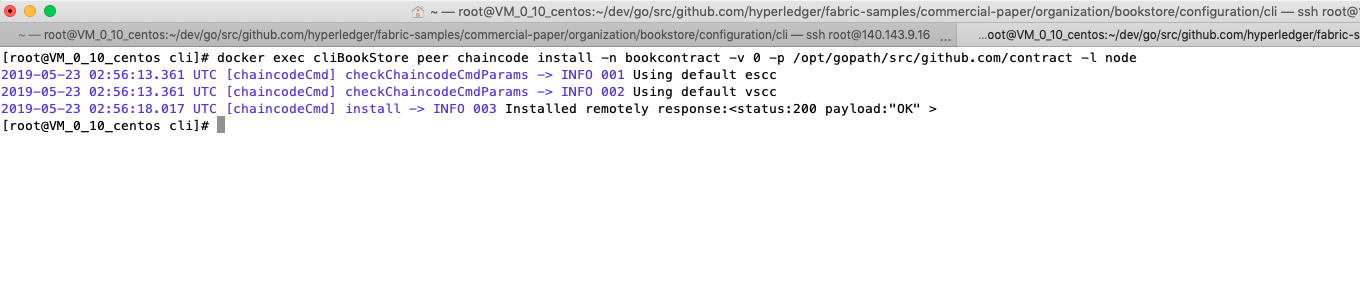 ~ — root@VM_0_10_centos:~/dev/go/src/github.com/hyperledger/fabric-samples/commercial-paper/organization/bookstore/configuration/cli — ssh root@1
~ — root@VM_0_10_centos:~/dev/go/src/github.com/hyperledger/fabric-samples/commercial-paper/organization/bookstore/configuration/cli — ssh root@140.143.9.16 ...
...oot@VM_0_10_centos:~/dev/go/src/github.com/hyperledger/fabric-s
[root@VM_0_10_centos cli]# docker exec cliBookStore peer chaincode install -n bookcontract -v 0 -p /opt/gopath/src/github.com/contract -l node
2019-05-23 02:56:13.361 UTC [chaincodeCmd] checkChaincodeCmdParams -> INFO 001 Using default escc
2019-05-23 02:56:13.361 UTC [chaincodeCmd] checkChaincodeCmdParams -> INFO 002 Using default vscc
2019-05-23 02:56:18.017 UTC [chaincodeCmd] install -> INFO 003 Installed remotely response:<status:200 payload:"OK" >
[root@VM_0_10_centos cli]#